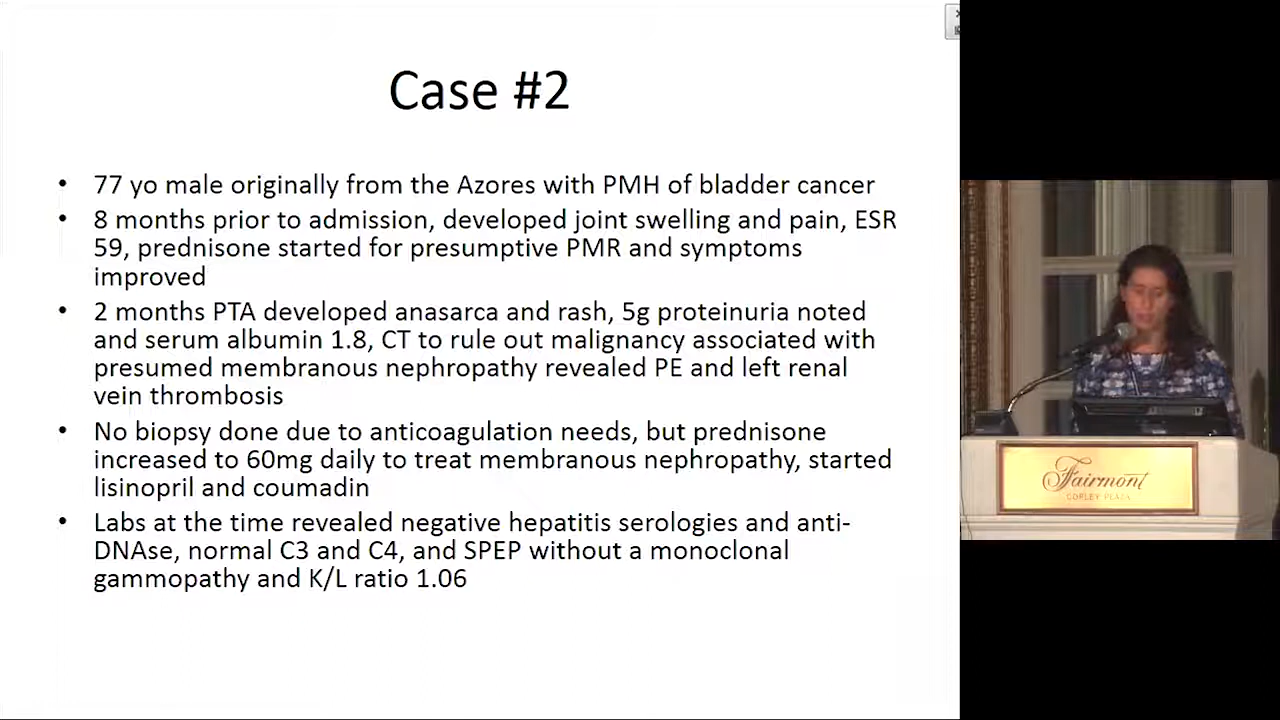 Case #2
• 77 yo male originally from the Azores with PMH of bladder cancer
• 8 months prior to admission, developed joint swelling and pain, ESR
59, prednisone started for presumptive PMR and symptoms
improved
• 2 months PTA developed anasarca and rash, 5g proteinuria noted
and serum albumin 1.8, CT to rule out malignancy associated with
presumed membranous nephropathy revealed PE and left renal
vein thrombosis
• No biopsy done due to anticoagulation needs, but prednisone
increased to 60mg daily to treat membranous nephropathy, started
lisinopril and coumadin
• Labs at the time revealed negative hepatitis serologies and anti-
DNAse, normal C3 and C4, and SPEP without a monoclonal
gammopathy and K/L ratio 1.06
Fairmont
COPLEY PLAZA